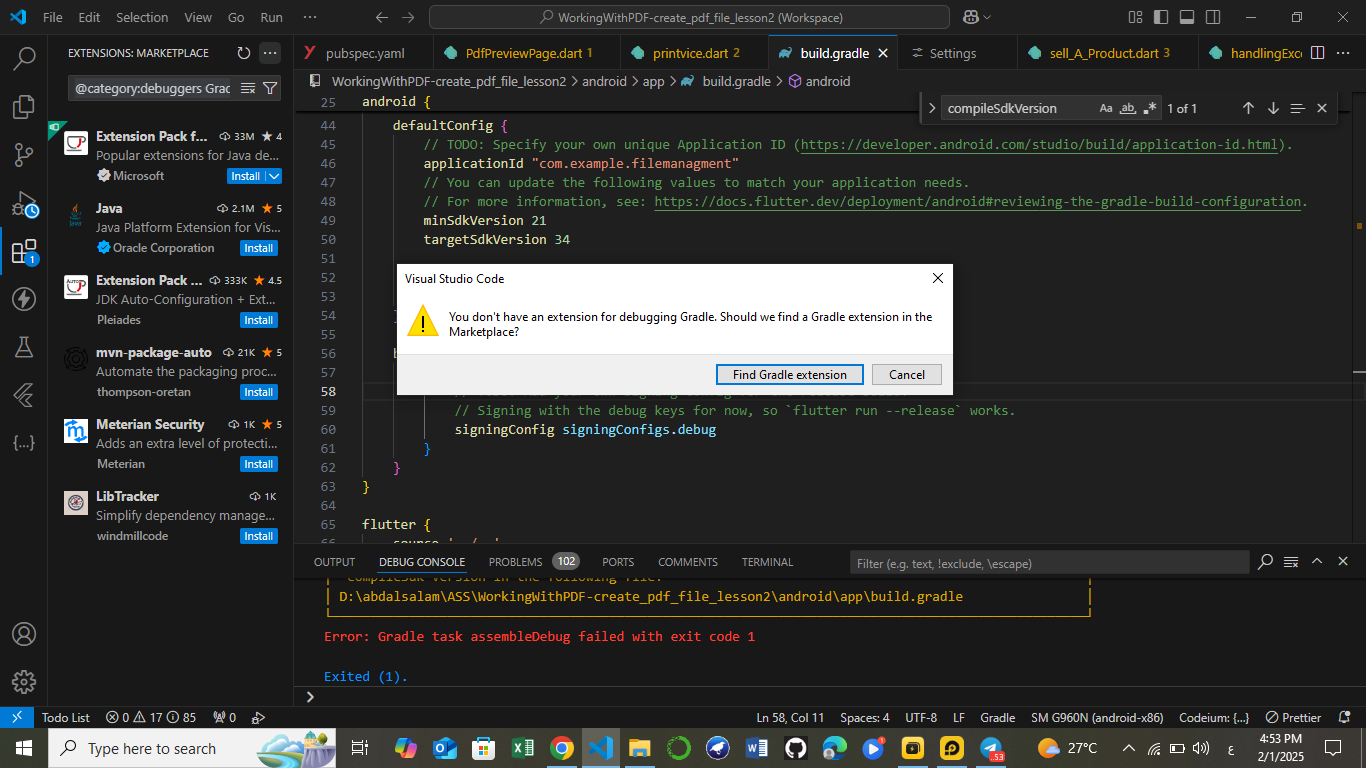 File Edit Selection View Go Run ···
WorkingWithPDF-create_pdf_file_lesson2 (Workspace)
EXTENSIONS: MARKETPLACE
@category:debuggers Grad
Extension Pack f... 33M 4
Popular extensions for Java de...
Microsoft Install
Java 2.1M 5
Java Platform Extension for Vis...
Oracle Corporation Install
Extension Pack ... 333K 4.5
JDK Auto-Configuration + Ext...
Pleiades Install
mvn-package-auto 21K 5
Automate the packaging proc...
thompson-oretan Install
Meterian Security 1K 5
Adds an extra level of protecti...
Meterian Install
LibTracker 1K
Simplify dependency manage...
windmillcode Install
1
pubspec.yaml PdfPreviewPage.dart 1 printvice.dart 2 build.gradle Settings sell_A_Product.dart 3 handlingExc
WorkingWithPDF-create_pdf_file_lesson2 > android > app > build.gradle > android
compileSdkVersion Aa ab 1 of 1
25 android {
44 defaultConfig {
45 // TODO: Specify your own unique Application ID (https://developer.android.com/studio/build/application-id.html).
46 applicationId "com.example.filemanagment"
47 // You can update the following values to match your application needs.
48 // For more information, see: https://docs.flutter.dev/deployment/android#reviewing-the-gradle-build-configuration.
49 minSdkVersion 21
50 targetSdkVersion 34
51
52
53
54
55
56
57
58
59 // Signing with the debug keys for now, so `flutter run --release` works.
60 signingConfig signingConfigs.debug
61 }
62 }
63 }
64
65 flutter {
Visual Studio Code
You don't have an extension for debugging Gradle. Should we find a Gradle extension in the
Marketplace?
Find Gradle extension Cancel
OUTPUT DEBUG CONSOLE PROBLEMS 102 PORTS COMMENTS TERMINAL
Filter (e.g. text, !exclude, \escape)
D:\abdalsalam\ASS\WorkingWithPDF-create_pdf_file_lesson2\android\app\build.gradle
Error: Gradle task assembleDebug failed with exit code 1
Exited (1).
Todo List 0 17 85 0
Ln 58, Col 11 Spaces: 4 UTF-8 LF Gradle SM G960N (android-x86) Codeium: {...} Prettier
Type here to search
.53
27°C
ع
4:53 PM
2/1/2025